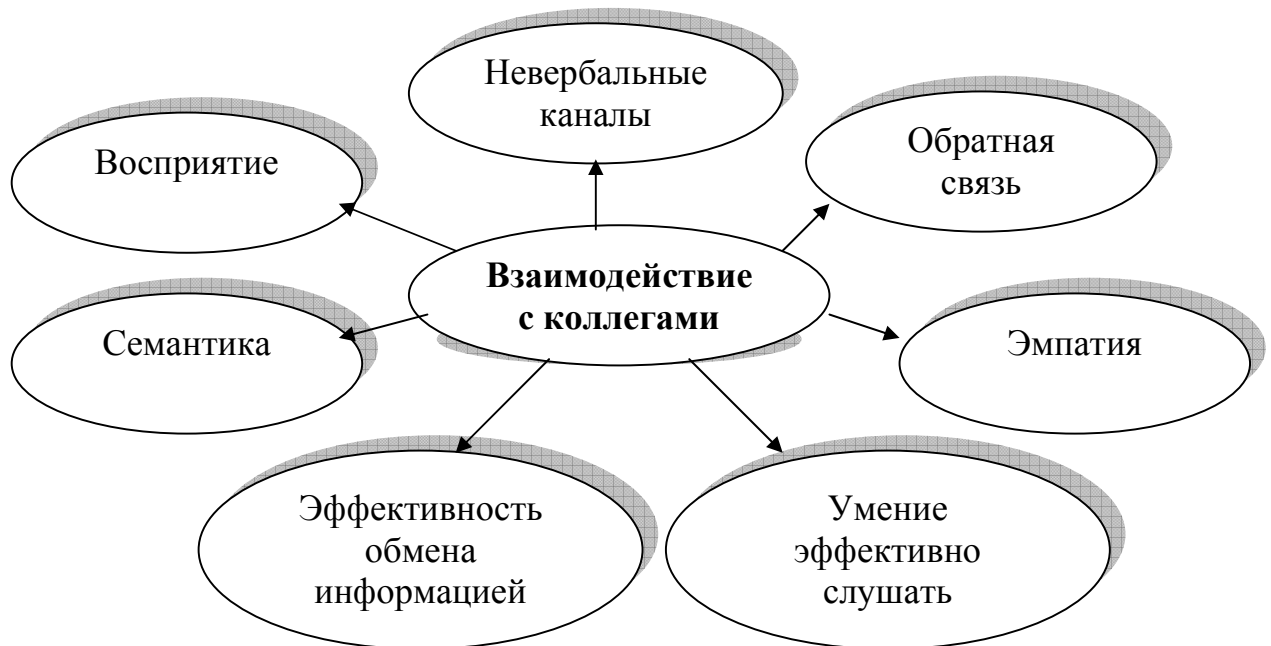 Невербальные
каналы
Восприятие
Обратная
связь
Взаимодействие
с коллегами
Семантика
Эмпатия
Эффективность
обмена
информацией
Умение
эффективно
слушать